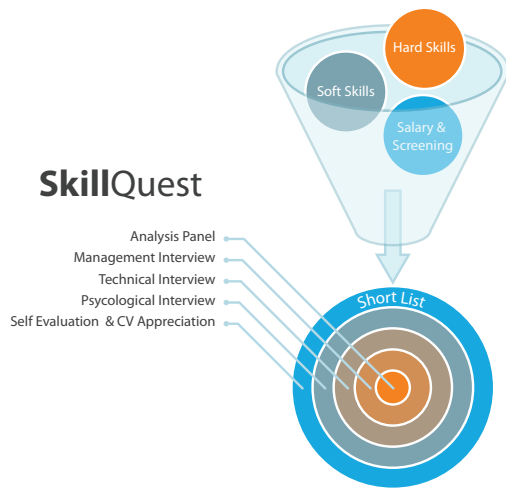 Hard Skills
Soft Skills
Salary &
Screening
SkillQuest
Analysis Panel
Management Interview
Technical Interview
Psycological Interview
Self Evaluation & CV Appreciation
Short List